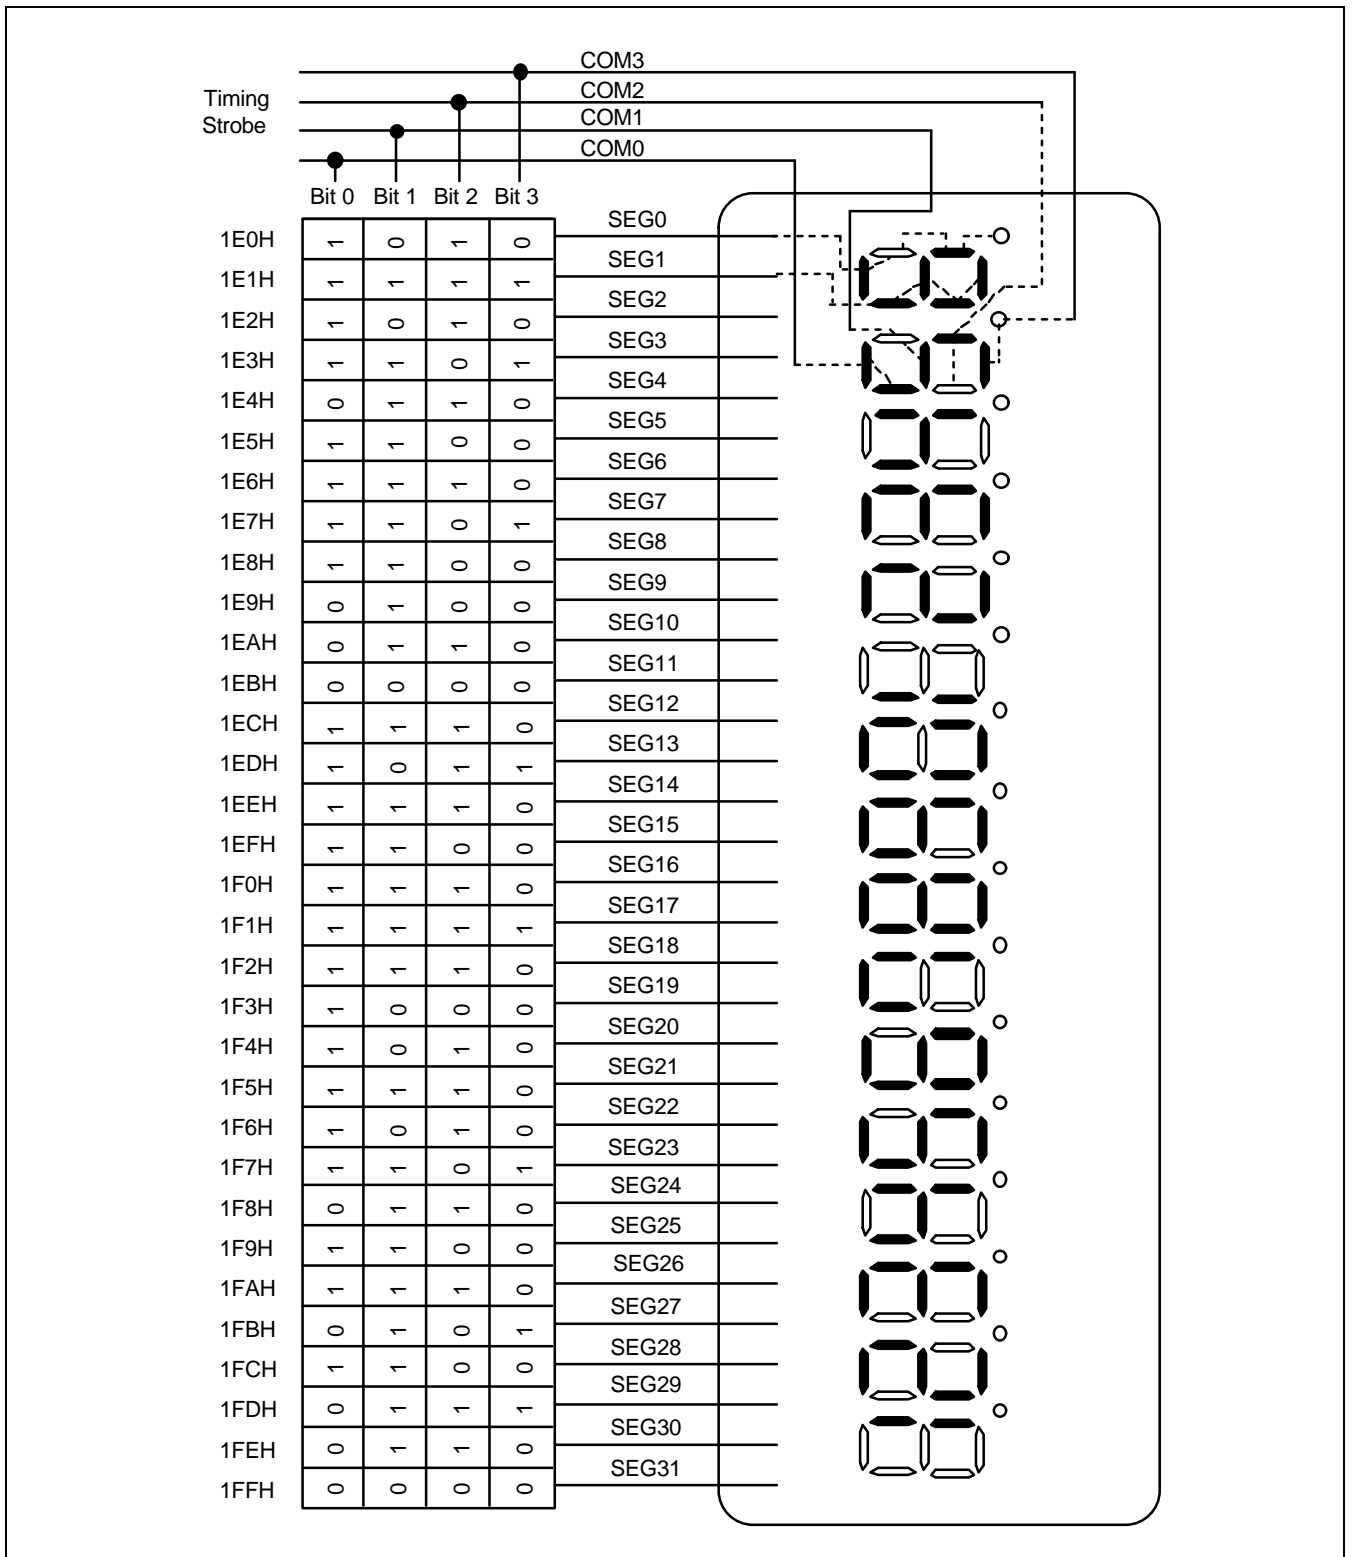 COM3
Timing COM2
Strobe COM1
COM0
Bit 0 Bit 1 Bit 2 Bit 3
1E0H 1 0 1 0 SEG0
1E1H 1 1 1 1 SEG1
1E2H 1 0 1 0 SEG2
1E3H 1 1 0 1 SEG3
1E4H 0 1 1 0 SEG4
1E5H 1 1 0 0 SEG5
1E6H 1 1 1 0 SEG6
1E7H 1 1 0 1 SEG7
1E8H 1 1 0 0 SEG8
1E9H 0 1 0 0 SEG9
1EAH 0 1 1 0 SEG10
1EBH 0 0 0 0 SEG11
1ECH 1 1 1 0 SEG12
1EDH 1 0 1 1 SEG13
1EEH 1 1 1 0 SEG14
1EFH 1 1 0 0 SEG15
1F0H 1 1 1 0 SEG16
1F1H 1 1 1 1 SEG17
1F2H 1 1 1 0 SEG18
1F3H 1 0 0 0 SEG19
1F4H 1 0 1 0 SEG20
1F5H 1 1 1 0 SEG21
1F6H 1 0 1 0 SEG22
1F7H 1 1 0 1 SEG23
1F8H 0 1 1 0 SEG24
1F9H 1 1 0 0 SEG25
1FAH 1 1 1 0 SEG26
1FBH 0 1 0 1 SEG27
1FCH 1 1 0 0 SEG28
1FDH 0 1 1 1 SEG29
1FEH 0 1 1 0 SEG30
1FFH 0 0 0 0 SEG31